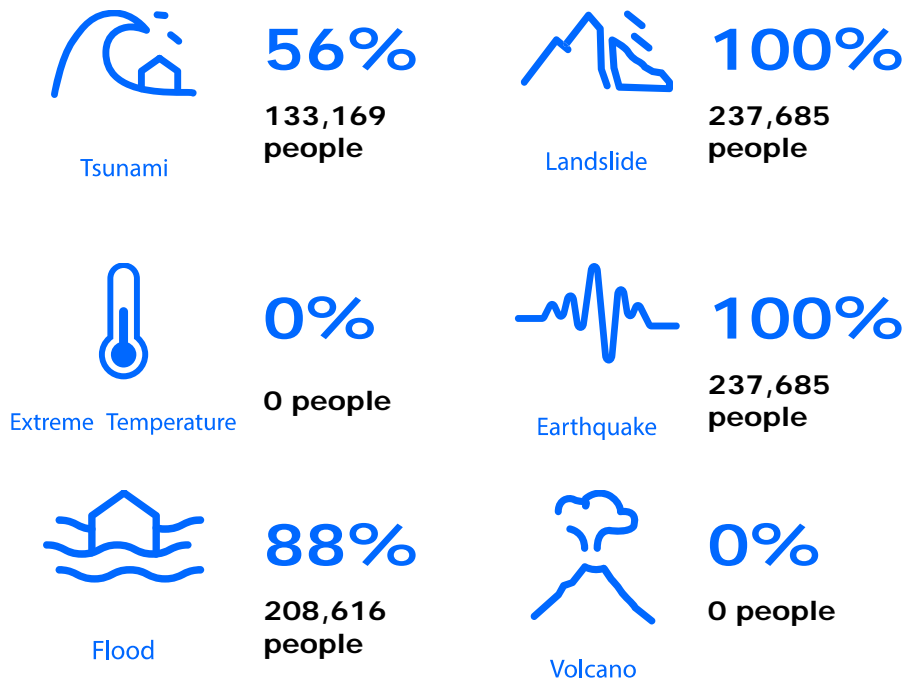 56%
133,169
people
Tsunami
100%
237,685
people
Landslide
0%
0 people
Extreme Temperature
100%
237,685
people
Earthquake
88%
208,616
people
Flood
0%
0 people
Volcano